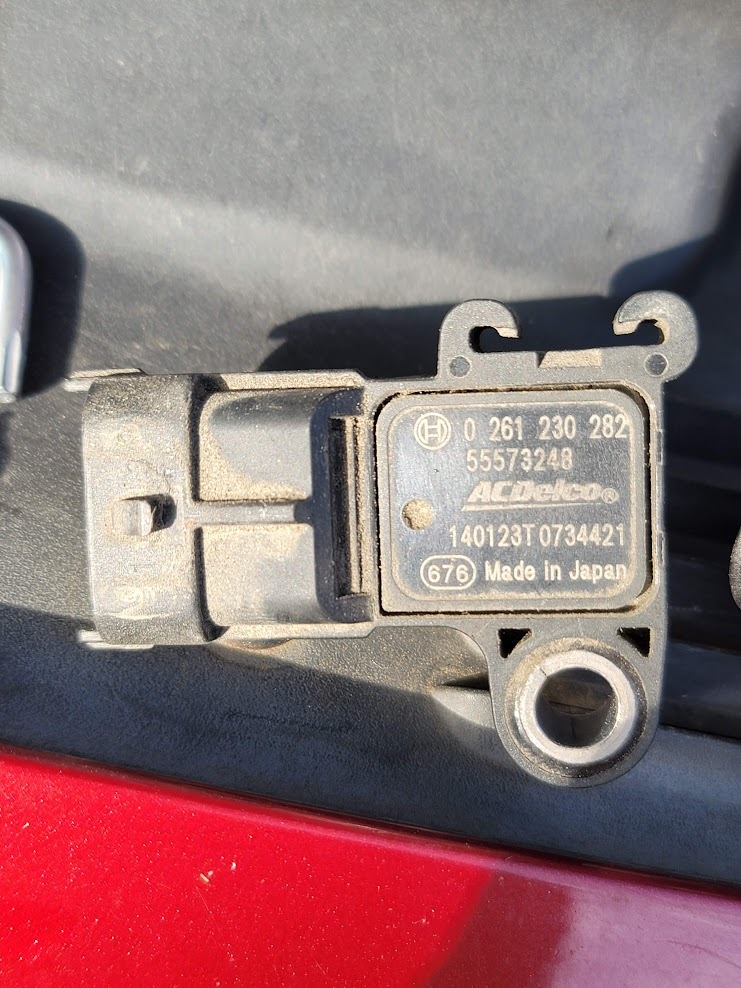 0 261 230 282
55573248
ACDelco®
140123T0734421
676 Made in Japan